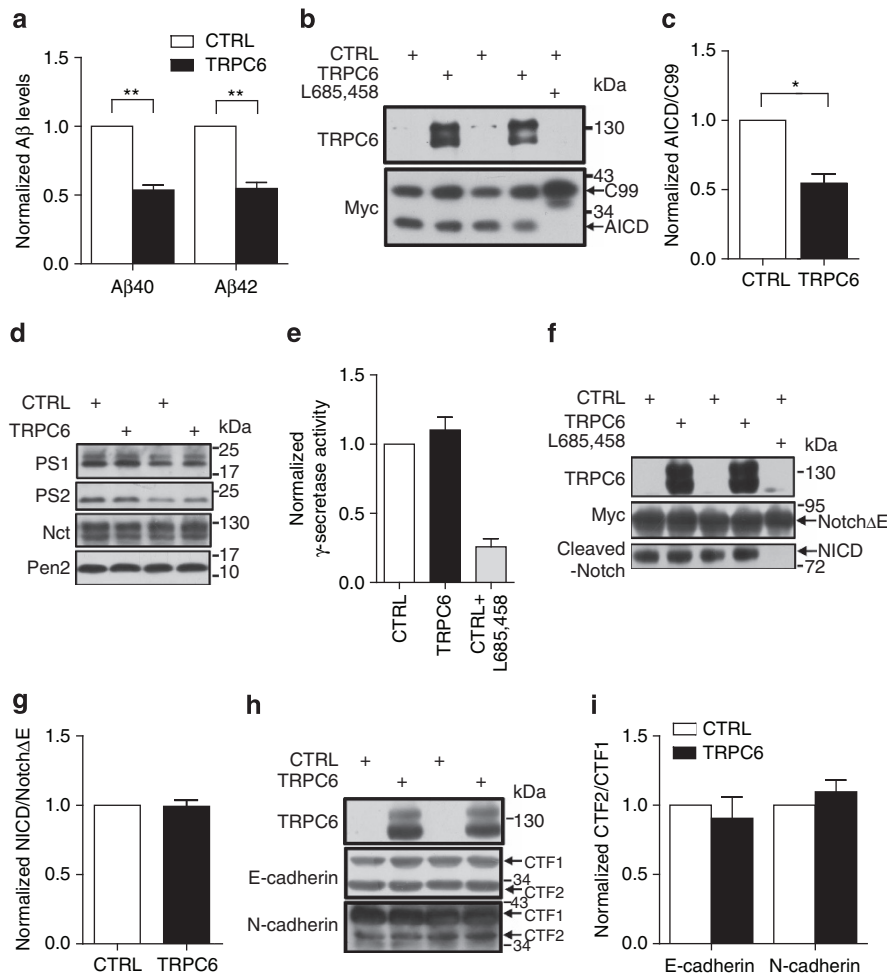 a
CTRL
TRPC6
Normalized Aβ levels
1.5
1.0
0.5
0.0
**
**
Aβ40
Aβ42
b
CTRL + + +
TRPC6 + +
L685,458 +
kDa
TRPC6
130
Myc
43
C99
34
AICD
c
Normalized AICD/C99
1.5
1.0
0.5
0.0
*
CTRL TRPC6
d
CTRL + +
TRPC6 + +
kDa
PS1
25
17
PS2
25
Nct
130
Pen2
17
10
e
Normalized
γ-secretase activity
1.5
1.0
0.5
0.0
CTRL
TRPC6
CTRL+
L685,458
f
CTRL + + +
TRPC6 + +
L685,458 +
kDa
TRPC6
130
Myc
95
NotchΔE
Cleaved
-Notch
NICD
72
g
Normalized NICD/NotchΔE
1.5
1.0
0.5
0.0
CTRL TRPC6
h
CTRL + +
TRPC6 + +
kDa
TRPC6
130
E-cadherin
CTF1
34
CTF2
N-cadherin
43
CTF1
CTF2
34
i
CTRL
TRPC6
Normalized CTF2/CTF1
1.5
1.0
0.5
0.0
E-cadherin N-cadherin